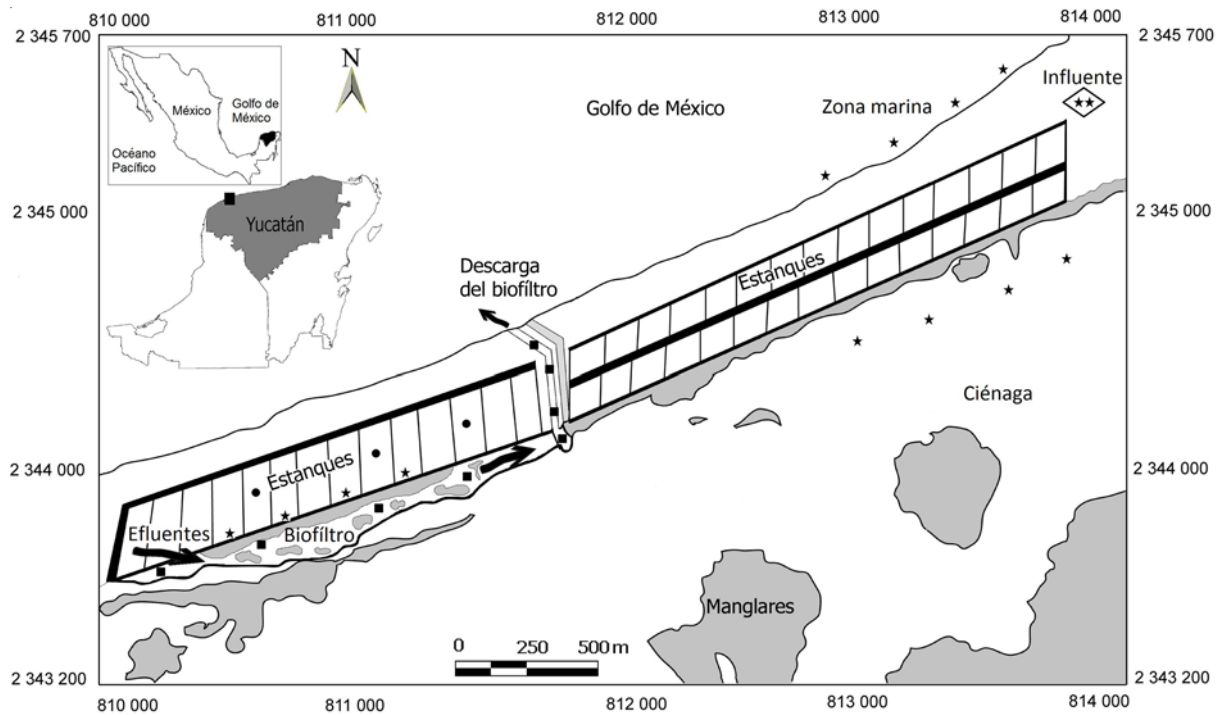 810 000
811 000
812 000
813 000
814 000
2 345 700
2 345 700
N
México
Golfo de
México
Océano
Pacífico
Yucatán
Golfo de México
Zona marina
Influente
2 345 000
2 345 000
Descarga
del biofíltro
Estanques
Ciénaga
2 344 000
2 344 000
Estanques
Efluentes
Biofíltro
Manglares
0
250
500 m
2 343 200
2 343 200
810 000
811 000
812 000
813 000
814 000